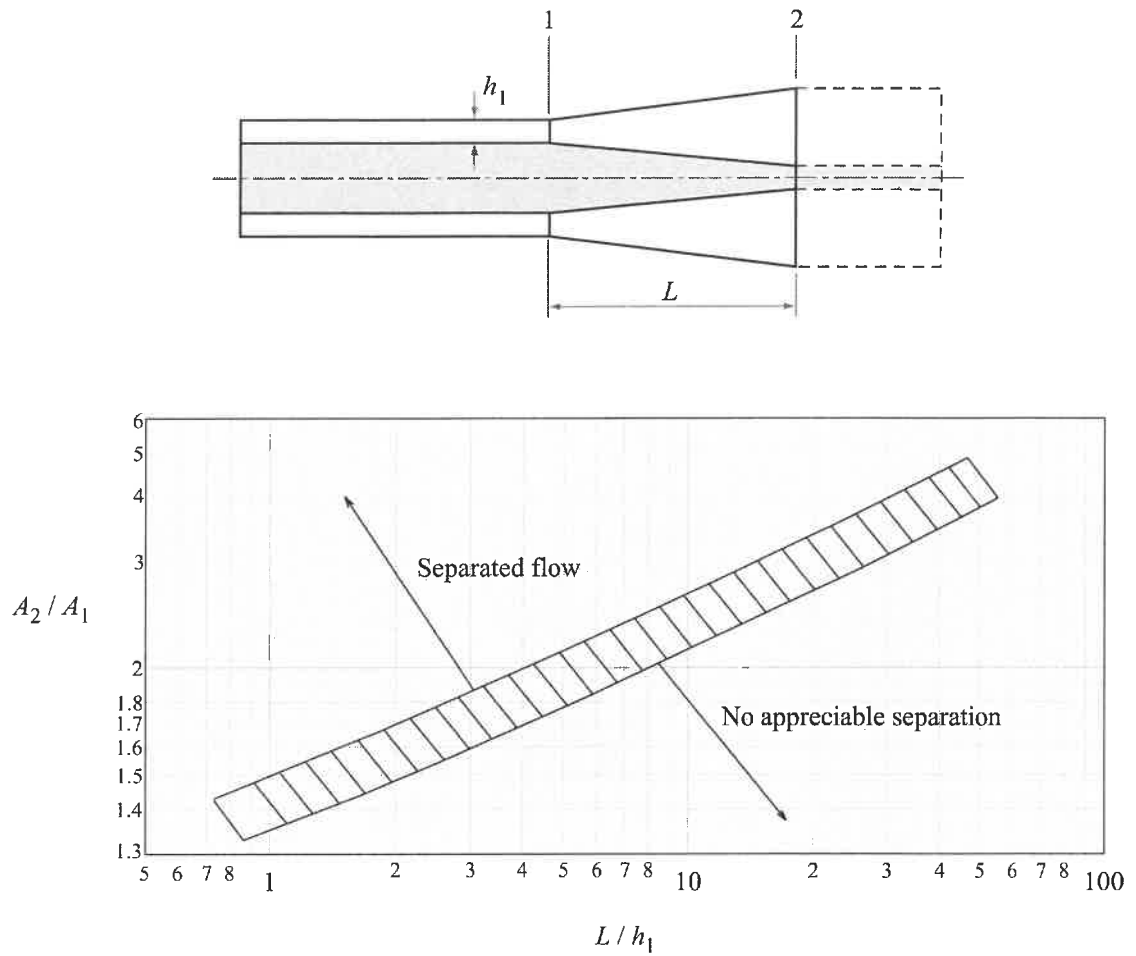 1 2
h1
L
6
5
4
Separated flow
3
A2 / A1
2
1.8
1.7
No appreciable separation
1.6
1.5
1.4
1.3
5 6 7 8 1 2 3 4 5 6 7 8 10 2 3 4 5 6 7 8 100
L / h1